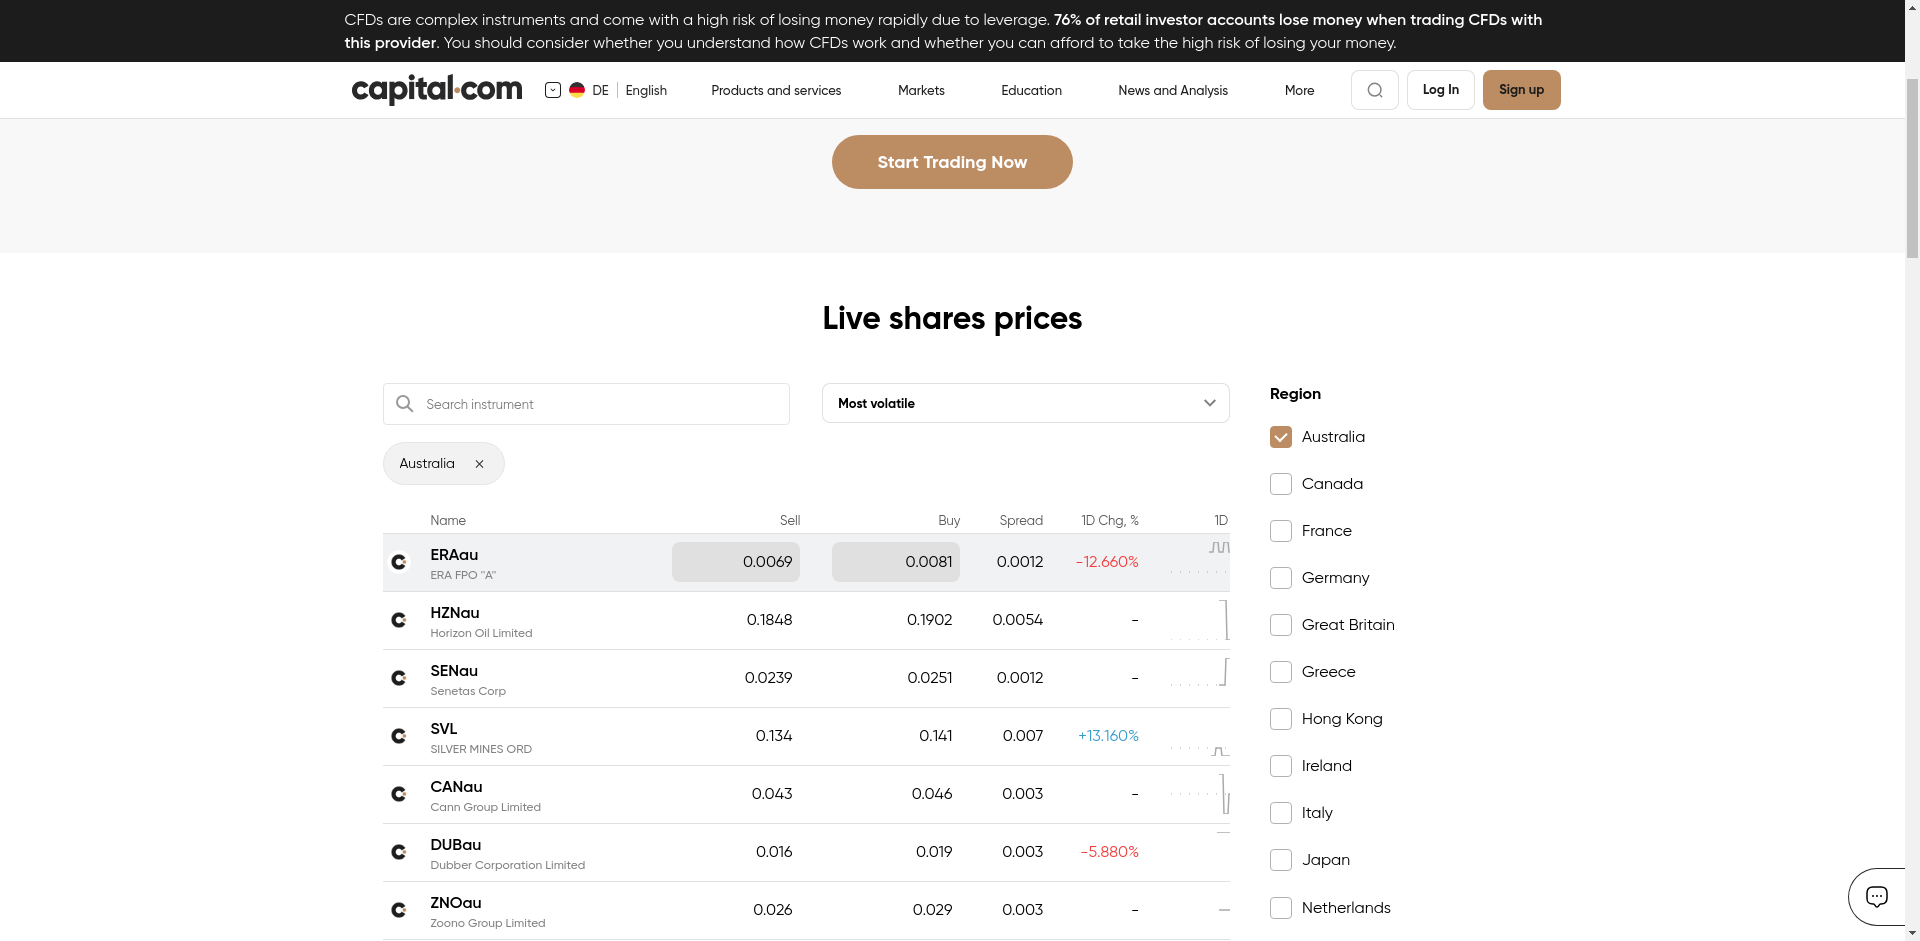 CFDs are complex instruments and come with a high risk of losing money rapidly due to leverage. 76% of retail investor accounts lose money when trading CFDs with
this provider. You should consider whether you understand how CFDs work and whether you can afford to take the high risk of losing your money.
capital.com DE English Products and services Markets Education News and Analysis More Log In Sign up
Start Trading Now
Live shares prices
Search instrument
Most volatile
Australia
Name Sell Buy Spread 1D Chg, % 1D
ERAau
ERA FPO "A"
0.0069 0.0081 0.0012 -12.660%
HZNau
Horizon Oil Limited
0.1848 0.1902 0.0054 -
SENau
Senetas Corp
0.0239 0.0251 0.0012 -
SVL
SILVER MINES ORD
0.134 0.141 0.007 +13.160%
CANau
Cann Group Limited
0.043 0.046 0.003 -
DUBau
Dubber Corporation Limited
0.016 0.019 0.003 -5.880%
ZNOau
Zoono Group Limited
0.026 0.029 0.003 -
Region
Australia
Canada
France
Germany
Great Britain
Greece
Hong Kong
Ireland
Italy
Japan
Netherlands